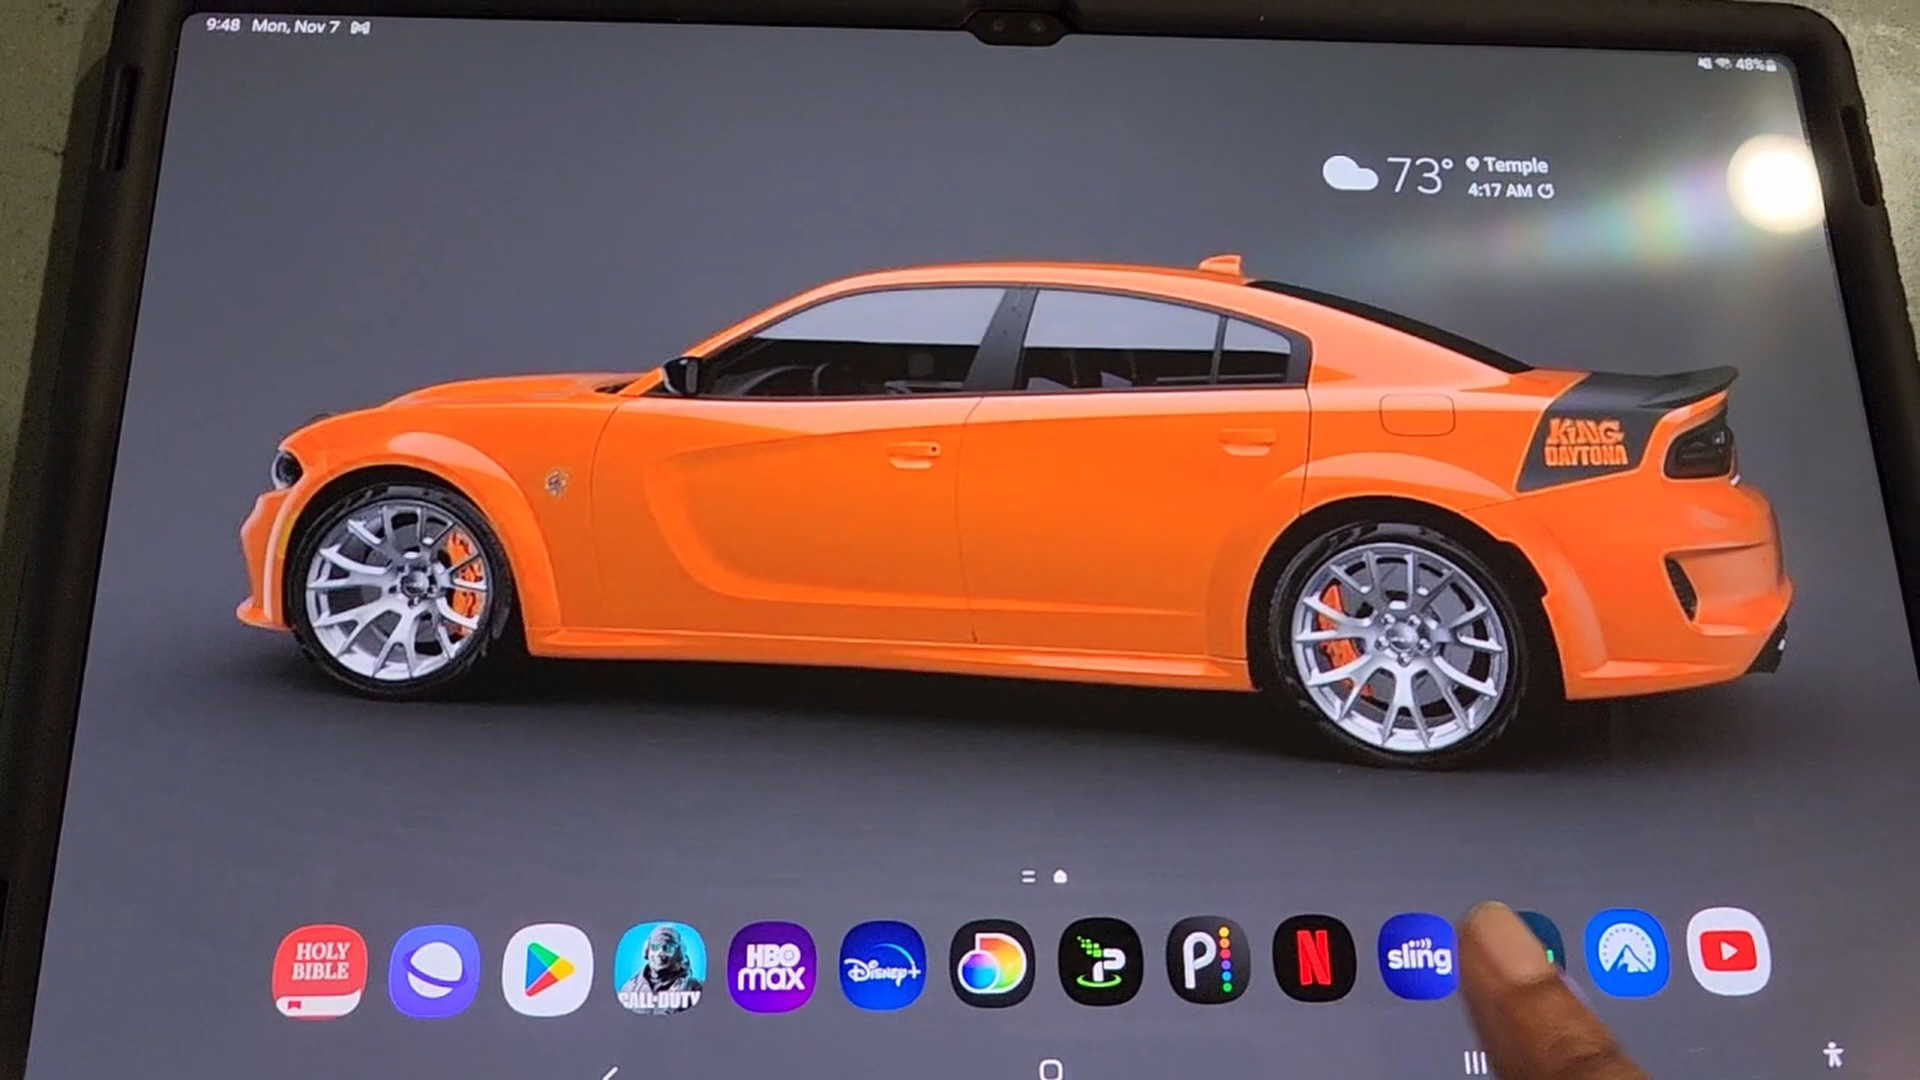 9:48 Mon, Nov 7
48%
73° Temple
4:17 AM
KING
DAYTONA
HOLY
BIBLE
CALL·DUTY
HBO
max
Disney+
P
N
sling